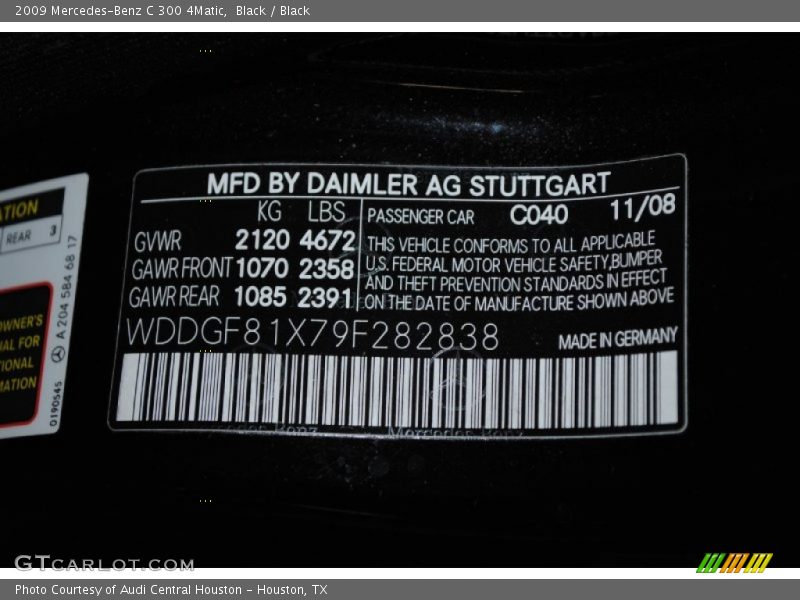 2009 Mercedes-Benz C 300 4Matic,  Black / Black
MFD BY DAIMLER AG STUTTGART
KG LBS
GVWR 2120 4672
GAWR FRONT 1070 2358
GAWR REAR 1085 2391
PASSENGER CAR C040 11/08
THIS VEHICLE CONFORMS TO ALL APPLICABLE
U.S. FEDERAL MOTOR VEHICLE SAFETY,BUMPER
AND THEFT PREVENTION STANDARDS IN EFFECT
ON THE DATE OF MANUFACTURE SHOWN ABOVE
WDDGF81X79F282838
MADE IN GERMANY
REAR 3
OWNER'S
FOR
A 204 584 68 17
0190545
Mercedes-Benz
GTCARLOT.COM
Photo Courtesy of Audi Central Houston - Houston, TX